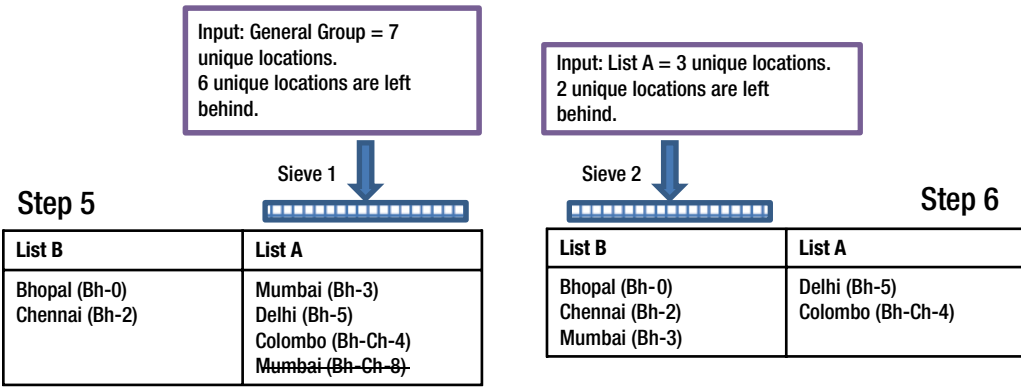 Input: General Group = 7
unique locations.
6 unique locations are left
behind.
Input: List A = 3 unique locations.
2 unique locations are left
behind.
Sieve 1
Sieve 2
Step 5
Step 6
List B
List A
Bhopal (Bh-0)
Chennai (Bh-2)
Mumbai (Bh-3)
Delhi (Bh-5)
Colombo (Bh-Ch-4)
Mumbai (Bh-Ch-8)
List B
List A
Bhopal (Bh-0)
Chennai (Bh-2)
Mumbai (Bh-3)
Delhi (Bh-5)
Colombo (Bh-Ch-4)